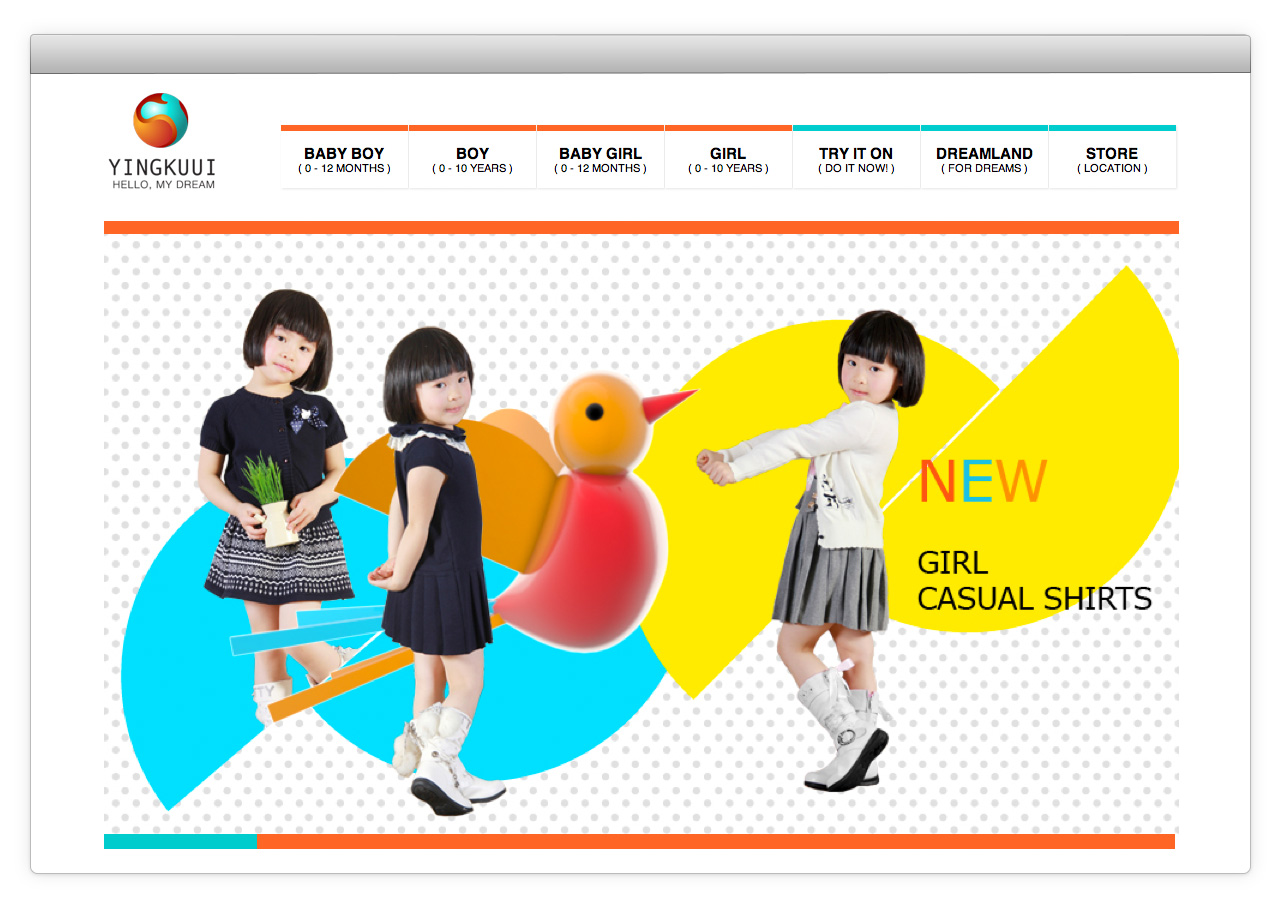 YINGKUUI
HELLO, MY DREAM
BABY BOY
( 0 - 12 MONTHS )
BOY
( 0 - 10 YEARS )
BABY GIRL
( 0 - 12 MONTHS )
GIRL
( 0 - 10 YEARS )
TRY IT ON
( DO IT NOW! )
DREAMLAND
( FOR DREAMS )
STORE
( LOCATION )
NEW
GIRL
CASUAL SHIRTS